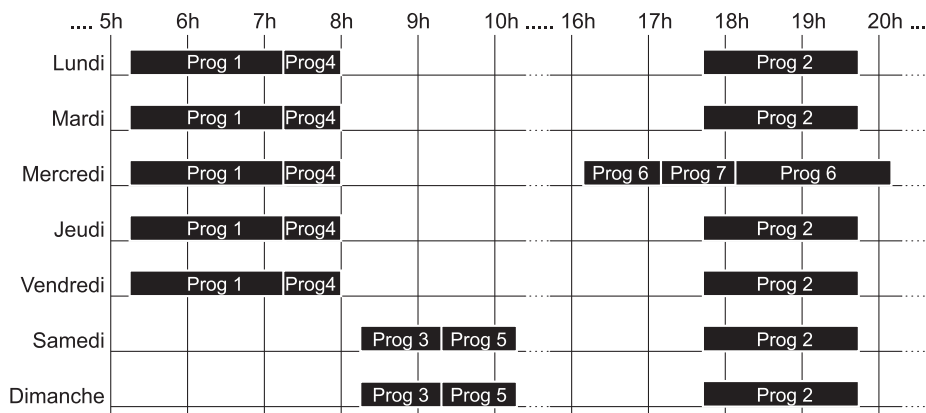 .... 5h 6h 7h 8h 9h 10h ..... 16h 17h 18h 19h 20h ...
Lundi Prog 1 Prog4 Prog 2
Mardi Prog 1 Prog4 Prog 2
Mercredi Prog 1 Prog4 Prog 6 Prog 7 Prog 6
Jeudi Prog 1 Prog4 Prog 2
Vendredi Prog 1 Prog4 Prog 2
Samedi Prog 3 Prog 5 Prog 2
Dimanche Prog 3 Prog 5 Prog 2